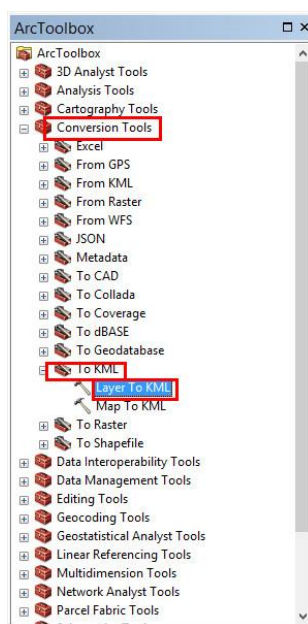 ArcToolbox
ArcToolbox
3D Analyst Tools
Analysis Tools
Cartography Tools
Conversion Tools
Excel
From GPS
From KML
From Raster
From WFS
JSON
Metadata
To CAD
To Collada
To Coverage
To dBASE
To Geodatabase
To KML
Layer To KML
Map To KML
To Raster
To Shapefile
Data Interoperability Tools
Data Management Tools
Editing Tools
Geocoding Tools
Geostatistical Analyst Tools
Linear Referencing Tools
Multidimension Tools
Network Analyst Tools
Parcel Fabric Tools